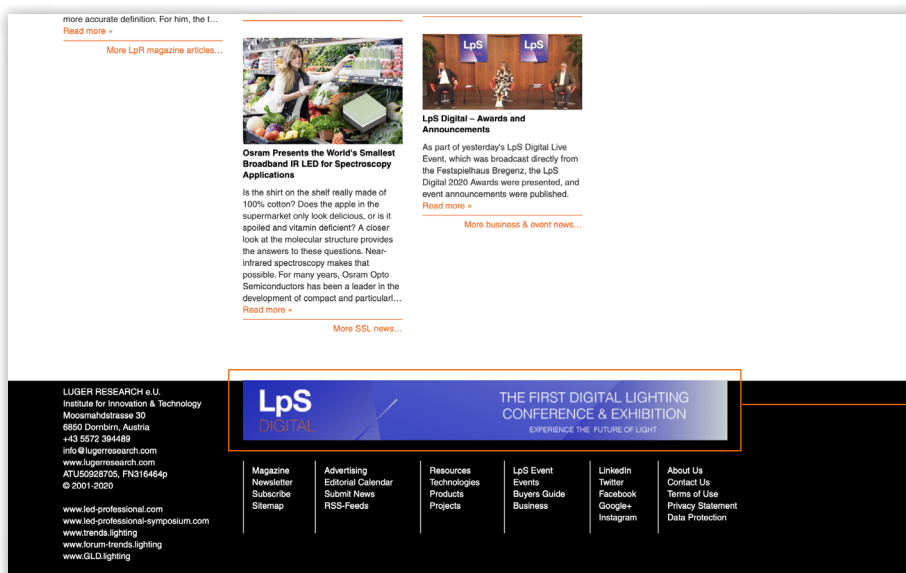 more accurate definition. For him, the t…
Read more »
More LpR magazine articles…
Osram Presents the World's Smallest
Broadband IR LED for Spectroscopy
Applications
Is the shirt on the shelf really made of
100% cotton? Does the apple in the
supermarket only look delicious, or is it
spoiled and vitamin deficient? A closer
look at the molecular structure provides
the answers to these questions. Near-
infrared spectroscopy makes that
possible. For many years, Osram Opto
Semiconductors has been a leader in the
development of compact and particularl…
Read more »
More SSL news…
LpS
LpS
LpS Digital – Awards and
Announcements
As part of yesterday's LpS Digital Live
Event, which was broadcast directly from
the Festspielhaus Bregenz, the LpS
Digital 2020 Awards were presented, and
event announcements were published.
Read more »
More business & event news…
LUGER RESEARCH e.U.
Institute for Innovation & Technology
Moosmahdstrasse 30
6850 Dornbirn, Austria
+43 5572 394489
info@lugerresearch.com
www.lugerresearch.com
ATU50928705, FN316464p
© 2001-2020
www.led-professional.com
www.led-professional-symposium.com
www.trends.lighting
www.forum-trends.lighting
www.GLD.lighting
LpS
DIGITAL
THE FIRST DIGITAL LIGHTING
CONFERENCE & EXHIBITION
EXPERIENCE THE FUTURE OF LIGHT
Magazine
Newsletter
Subscribe
Sitemap
Advertising
Editorial Calendar
Submit News
RSS-Feeds
Resources
Technologies
Products
Projects
LpS Event
Events
Buyers Guide
Business
LinkedIn
Twitter
Facebook
Google+
Instagram
About Us
Contact Us
Terms of Use
Privacy Statement
Data Protection